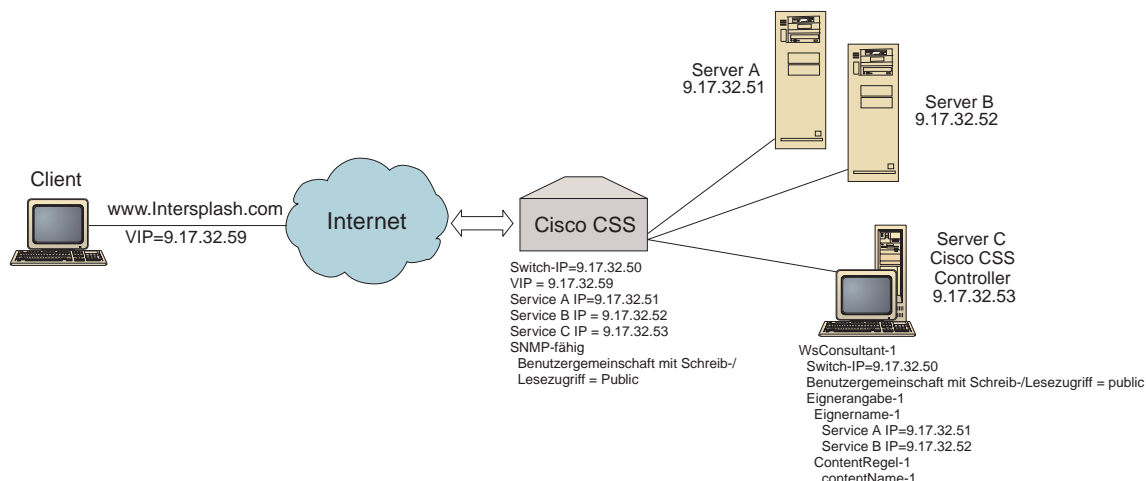 Server A
9.17.32.51
Server B
9.17.32.52
Client
www.Intersplash.com
VIP=9.17.32.59
Internet
Cisco CSS
Switch-IP=9.17.32.50
VIP = 9.17.32.59
Service A IP=9.17.32.51
Service B IP = 9.17.32.52
Service C IP = 9.17.32.53
SNMP-fähig
Benutzergemeinschaft mit Schreib-/
Lesezugriff = Public
Server C
Cisco CSS
Controller
9.17.32.53
WsConsultant-1
Switch-IP=9.17.32.50
Benutzergemeinschaft mit Schreib-/Lesezugriff = public
Eignerangabe-1
Eignername-1
Service A IP=9.17.32.51
Service B IP=9.17.32.52
ContentRegel-1
contentName-1